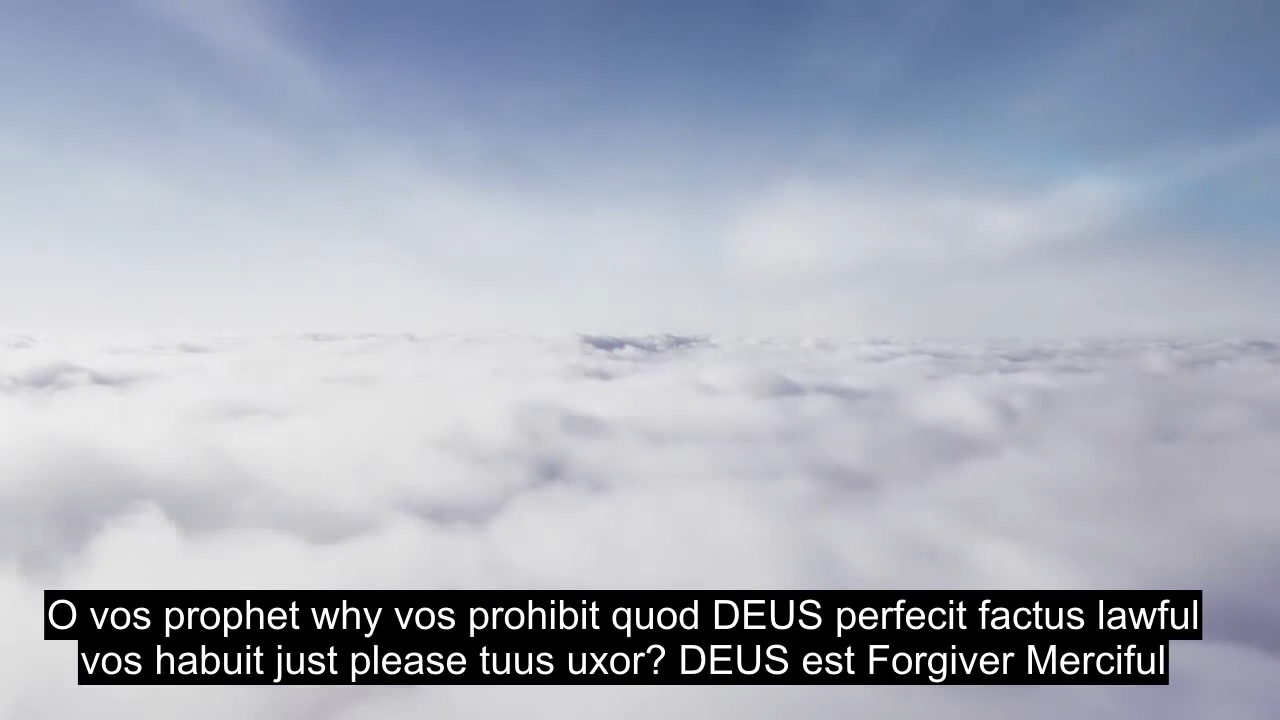 O vos prophet why vos prohibit quod DEUS perfecit factus lawful
vos habuit just please tuus uxor? DEUS est Forgiver Merciful